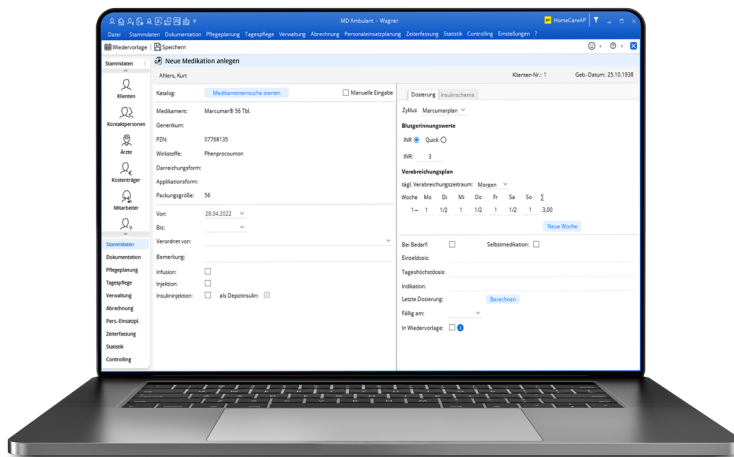 MD Ambulant - Wagner
HomeCareAP
Datei Stammdaten Dokumentation Pflegeplanung Tagespflege Verwaltung Abrechnung Personaleinsatzplanung Zeiterfassung Statistik Controlling Einstellungen ?
Wiedervorlage Speichern
Stammdaten
Neue Medikation anlegen
Ahlers, Kurt
Klienten-Nr.: 1
Geb.-Datum: 25.10.1938
Klienten
Kontaktpersonen
Ärzte
Kostenträger
Mitarbeiter
Stammdaten
Dokumentation
Pflegeplanung
Tagespflege
Verwaltung
Abrechnung
Pers.-Einsatzpl.
Zeiterfassung
Statistik
Controlling
Katalog: Medikamentensuche starten Manuelle Eingabe
Medikament: Marcumar® 56 Tbl.
Generikum:
PZN: 07768135
Wirkstoffe: Phenprocoumon
Darreichungsform:
Applikationsform:
Packungsgröße: 56
Von: 28.04.2022
Bis:
Verordnet von:
Bemerkung:
Infusion:
Injektion:
Insulininjektion: als Depotinsulin:
Dosierung Insulinschema
Zyklus Marcumarplan
Blutgerinnungswerte
INR Quick
INR: 3
Verabreichungsplan
tägl. Verabreichungszeitraum: Morgen
Woche Mo Di Mi Do Fr Sa So Σ
1 1 1/2 1 1/2 1 1/2 1 3,00
Neue Woche
Bei Bedarf: Selbstmedikation:
Einzeldosis:
Tageshöchstdosis:
Indikation:
Letzte Dosierung: Berechnen
Fällig am:
In Wiedervorlage: